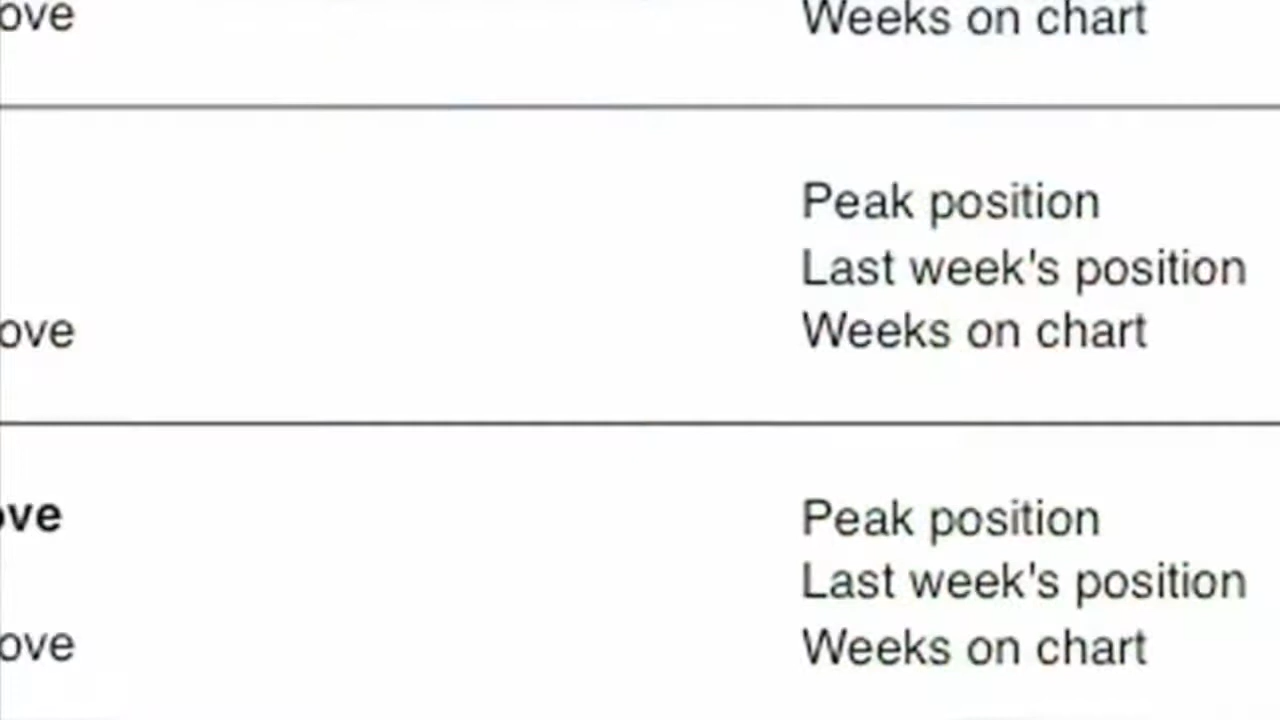 ove Weeks on chart
Peak position
Last week's position
ove Weeks on chart
ove Peak position
Last week's position
ove Weeks on chart